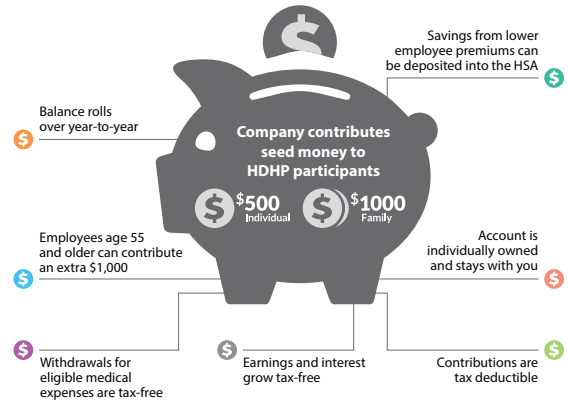 $
Savings from lower
employee premiums can
be deposited into the HSA
$
Balance rolls
over year-to-year
$
Company contributes
seed money to
HDHP participants
$ $500
Individual
$ $1000
Family
Employees age 55
and older can contribute
an extra $1,000
$
Account is
individually owned
and stays with you
$
$
Withdrawals for
eligible medical
expenses are tax-free
$
Earnings and interest
grow tax-free
$
Contributions are
tax deductible